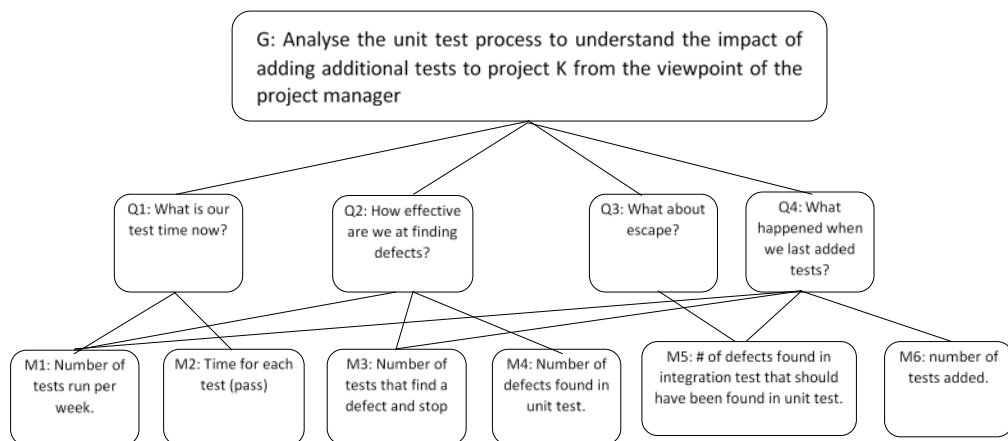 G: Analyse the unit test process to understand the impact of
adding additional tests to project K from the viewpoint of the
project manager
Q1: What is our
test time now?
Q2: How effective
are we at finding
defects?
Q3: What about
escape?
Q4: What
happened when
we last added
tests?
M1: Number of
tests run per
week.
M2: Time for each
test (pass)
M3: Number of
tests that find a
defect and stop
M4: Number of
defects found in
unit test.
M5: # of defects found in
integration test that should
have been found in unit test.
M6: number of
tests added.